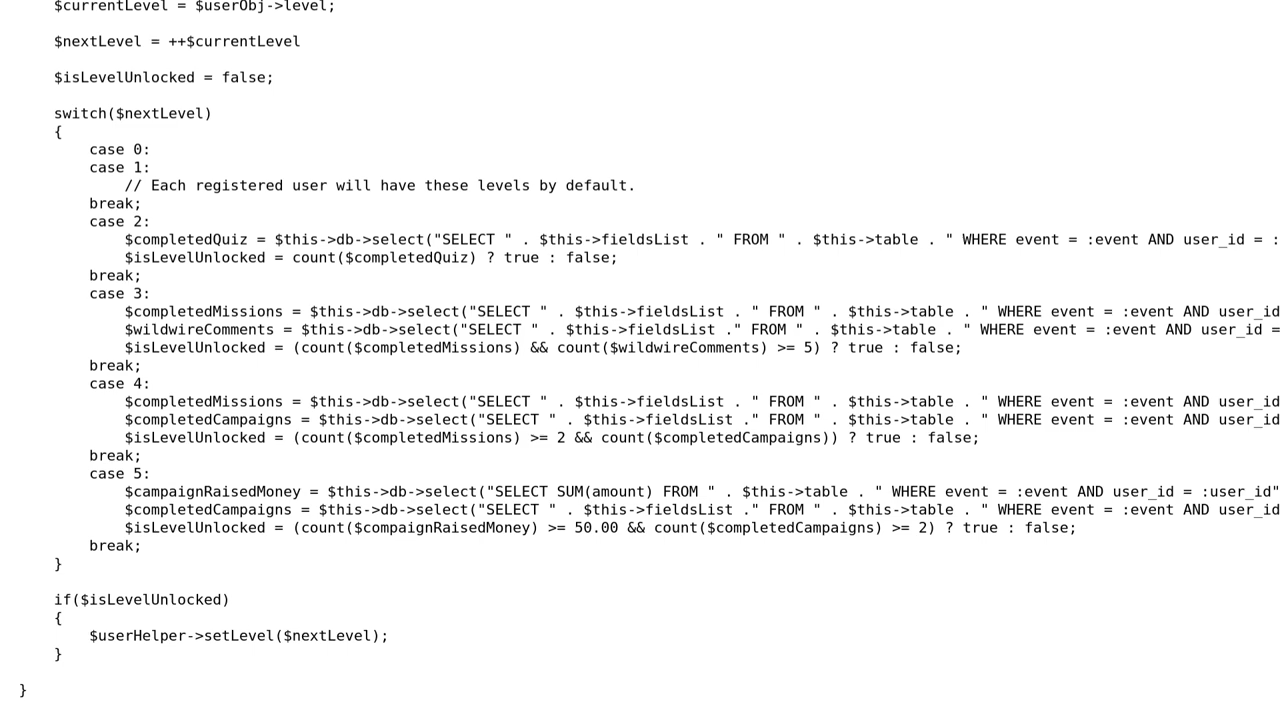 $currentLevel = $userObj->level;
$nextLevel = ++$currentLevel
$isLevelUnlocked = false;
switch($nextLevel)
{
case 0:
case 1:
// Each registered user will have these levels by default.
break;
case 2:
$completedQuiz = $this->db->select("SELECT " . $this->fieldsList . " FROM " . $this->table . " WHERE event = :event AND user_id = :
$isLevelUnlocked = count($completedQuiz) ? true : false;
break;
case 3:
$completedMissions = $this->db->select("SELECT " . $this->fieldsList . " FROM " . $this->table . " WHERE event = :event AND user_id
$wildwireComments = $this->db->select("SELECT " . $this->fieldsList ." FROM " . $this->table . " WHERE event = :event AND user_id =
$isLevelUnlocked = (count($completedMissions) && count($wildwireComments) >= 5) ? true : false;
break;
case 4:
$completedMissions = $this->db->select("SELECT " . $this->fieldsList . " FROM " . $this->table . " WHERE event = :event AND user_id
$completedCampaigns = $this->db->select("SELECT " . $this->fieldsList ." FROM " . $this->table . " WHERE event = :event AND user_id
$isLevelUnlocked = (count($completedMissions) >= 2 && count($completedCampaigns)) ? true : false;
break;
case 5:
$campaignRaisedMoney = $this->db->select("SELECT SUM(amount) FROM " . $this->table . " WHERE event = :event AND user_id = :user_id"
$completedCampaigns = $this->db->select("SELECT " . $this->fieldsList ." FROM " . $this->table . " WHERE event = :event AND user_id
$isLevelUnlocked = (count($compaignRaisedMoney) >= 50.00 && count($completedCampaigns) >= 2) ? true : false;
break;
}
if($isLevelUnlocked)
{
$userHelper->setLevel($nextLevel);
}
}